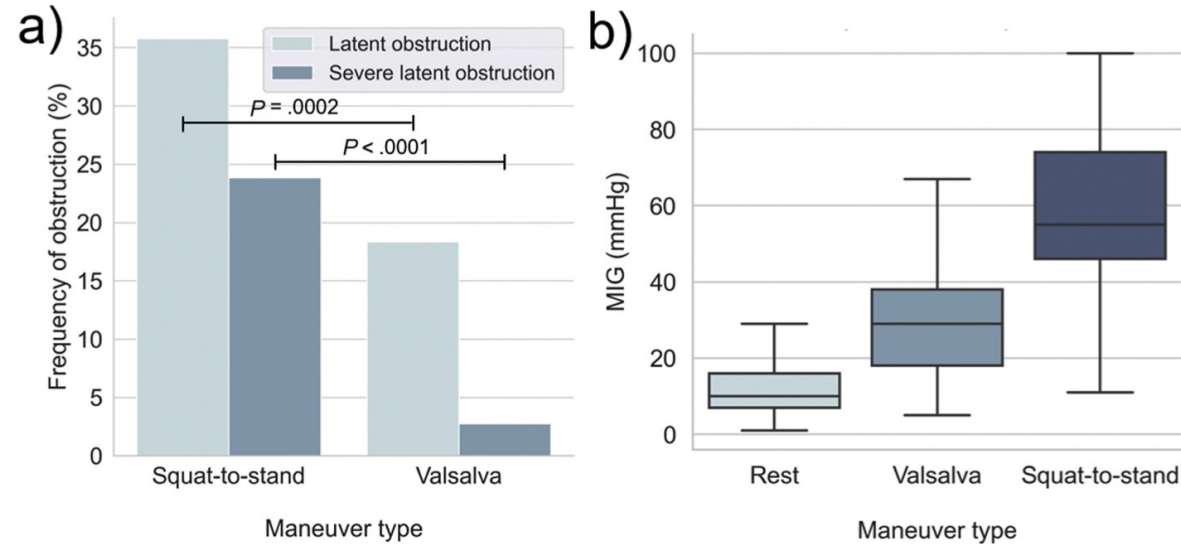 a)
Frequency of obstruction (%)
35
30
25
20
15
10
5
0
Latent obstruction
Severe latent obstruction
P = .0002
P < .0001
Squat-to-stand
Valsalva
Maneuver type
b)
MIG (mmHg)
100
80
60
40
20
0
Rest
Valsalva
Squat-to-stand
Maneuver type